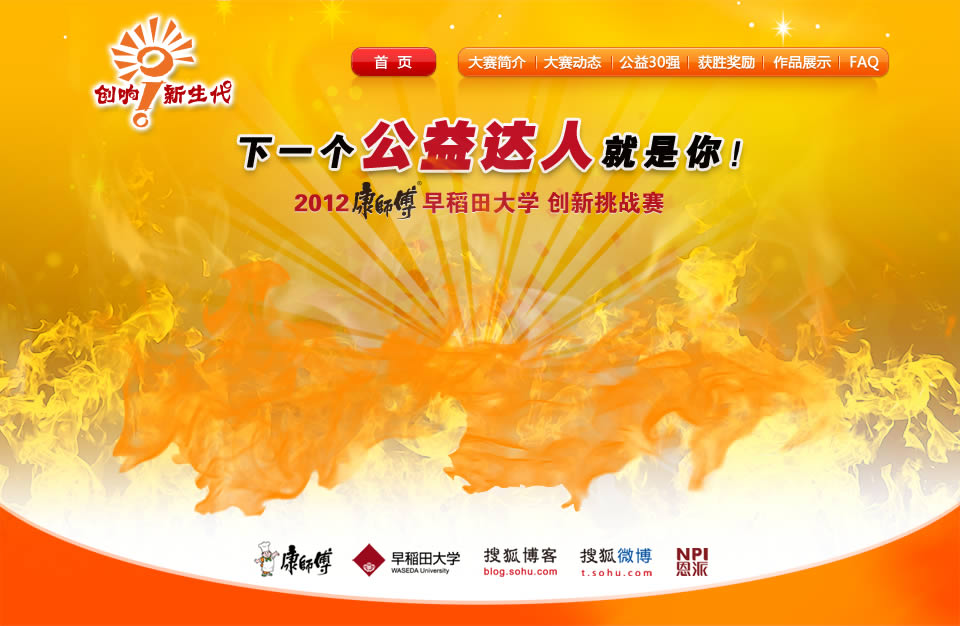 创响新生代
首 页
大赛简介 | 大赛动态 | 公益30强 | 获胜奖励 | 作品展示 | FAQ
下一个公益达人就是你!
2012康師傅®早稻田大学 创新挑战赛
康師傅
早稻田大学
WASEDA University
搜狐博客
blog.sohu.com
搜狐微博
t.sohu.com
NPI
恩派